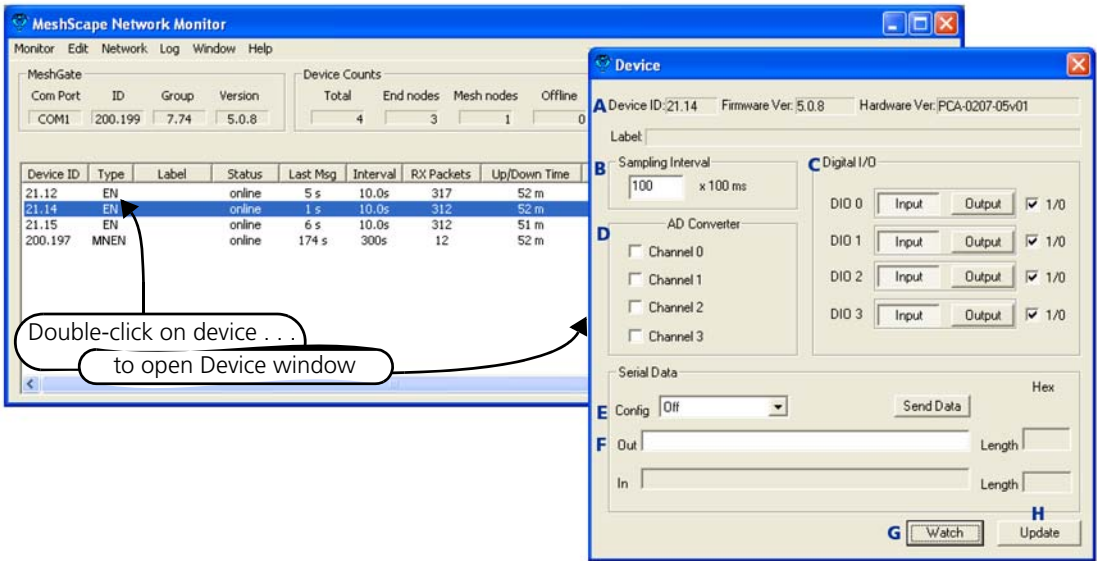 MeshScape Network Monitor
Monitor Edit Network Log Window Help
MeshGate
Com Port ID Group Version
COM1 200.199 7.74 5.0.8
Device Counts
Total End nodes Mesh nodes Offline
4 3 1 0
Device ID Type Label Status Last Msg Interval RX Packets Up/Down Time
21.12 EN online 5 s 10.0s 317 52 m
21.14 EN online 1 s 10.0s 312 52 m
21.15 EN online 6 s 10.0s 312 51 m
200.197 MNEN online 174 s 300s 12 52 m
Double-click on device . . .
to open Device window
Device
A Device ID: 21.14 Firmware Ver: 5.0.8 Hardware Ver: PCA-0207-05v01
Label:
B Sampling Interval
100 x 100 ms
C Digital I/O
DIO 0 Input Output 1/0
DIO 1 Input Output 1/0
DIO 2 Input Output 1/0
DIO 3 Input Output 1/0
D AD Converter
Channel 0
Channel 1
Channel 2
Channel 3
Serial Data
Hex
E Config Off Send Data
F Out Length
In Length
G Watch
H Update